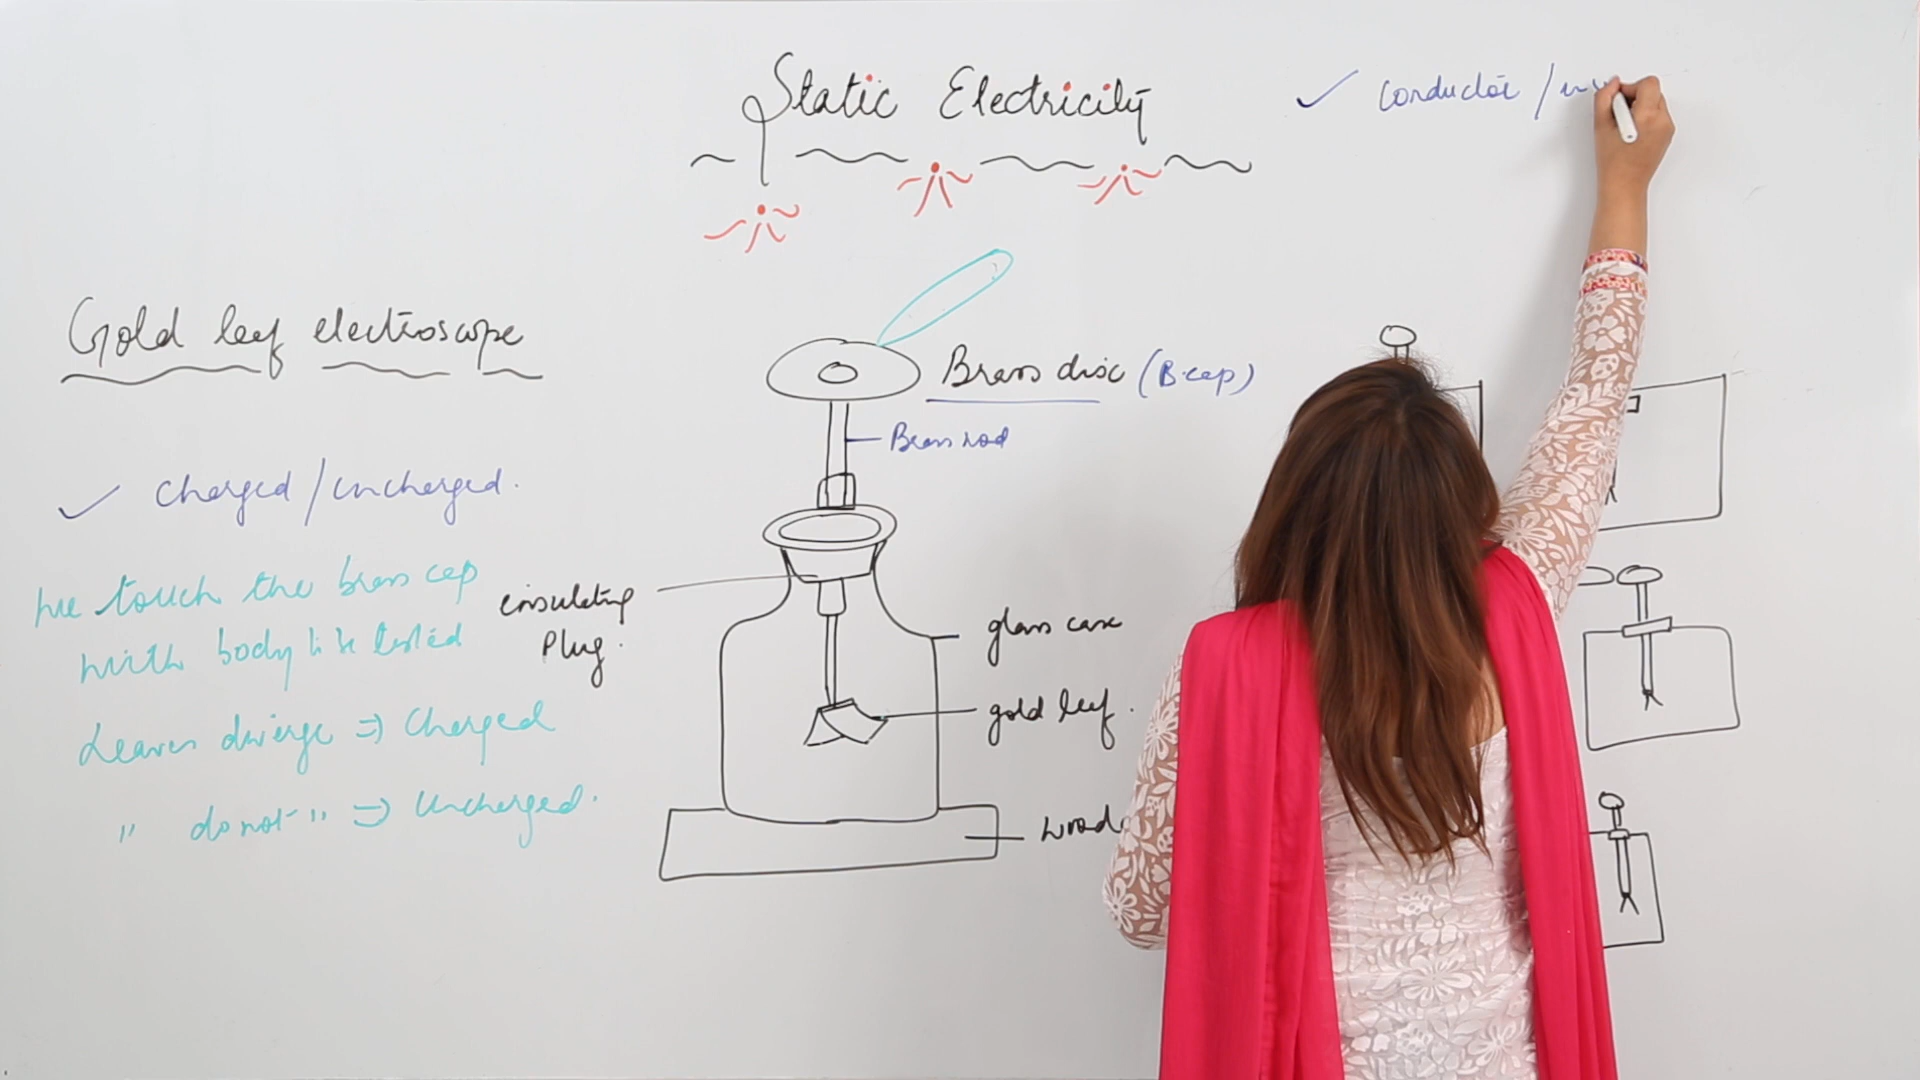 Static Electricity
✓ Conductor /
Gold leaf electroscope
✓ Charged / uncharged.
We touch the brass cap
with body to be tested
Leaves diverge => Charged
" do not " => Uncharged.
Brass disc (B.cap)
Brass rod
insulating
Plug.
glass case
gold leaf.